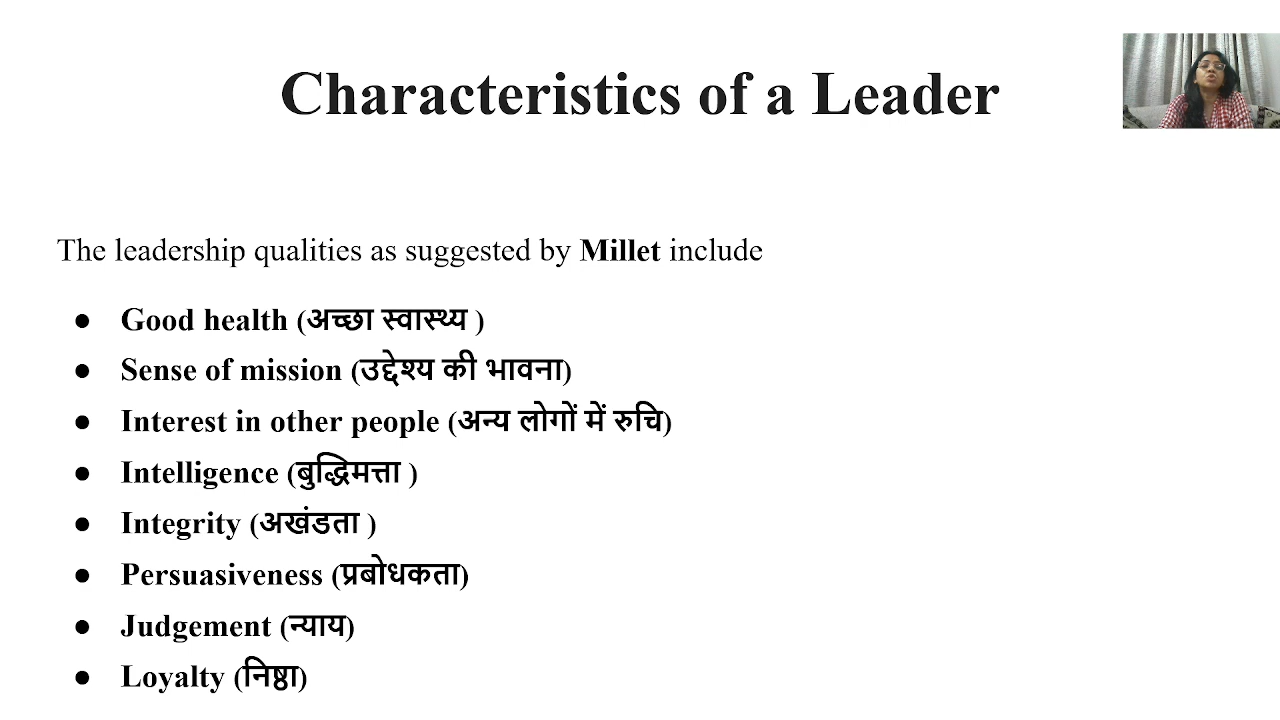 Characteristics of a Leader
The leadership qualities as suggested by Millet include
● Good health (अच्छा स्वास्थ्य )
● Sense of mission (उद्देश्य की भावना)
● Interest in other people (अन्य लोगों में रुचि)
● Intelligence (बुद्धिमत्ता )
● Integrity (अखंडता )
● Persuasiveness (प्रबोधकता)
● Judgement (न्याय)
● Loyalty (निष्ठा)